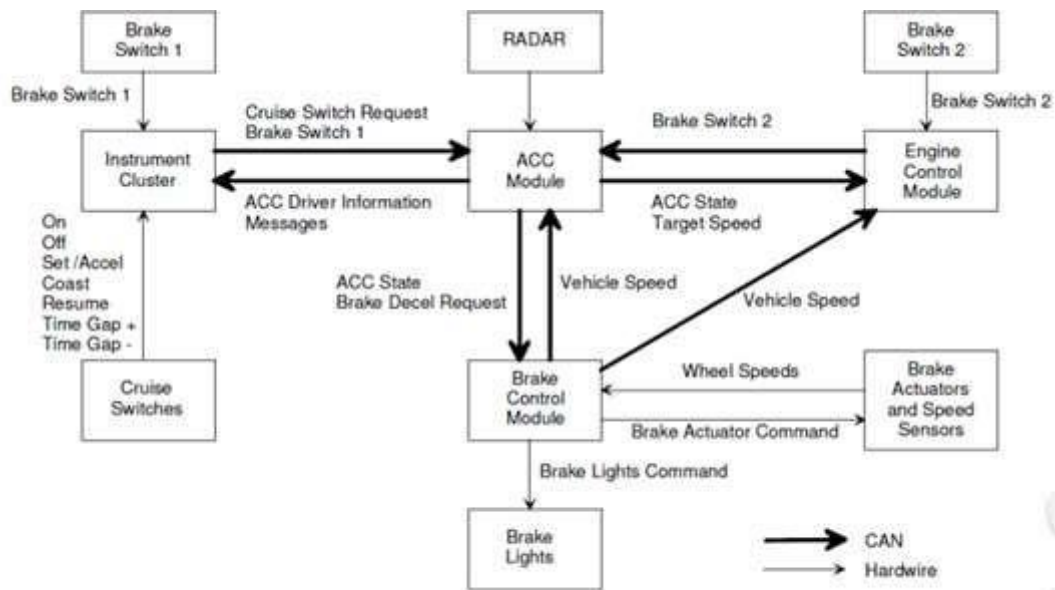 Brake
Switch 1
RADAR
Brake
Switch 2
Brake Switch 1
Brake Switch 2
Cruise Switch Request
Brake Switch 1
Brake Switch 2
Instrument
Cluster
ACC
Module
Engine
Control
Module
ACC Driver Information
Messages
ACC State
Target Speed
On
Off
Set /Accel
Coast
Resume
Time Gap +
Time Gap -
ACC State
Brake Decel Request
Vehicle Speed
Vehicle Speed
Cruise
Switches
Brake
Control
Module
Wheel Speeds
Brake Actuator Command
Brake
Actuators
and Speed
Sensors
Brake Lights Command
Brake
Lights
CAN
Hardwire